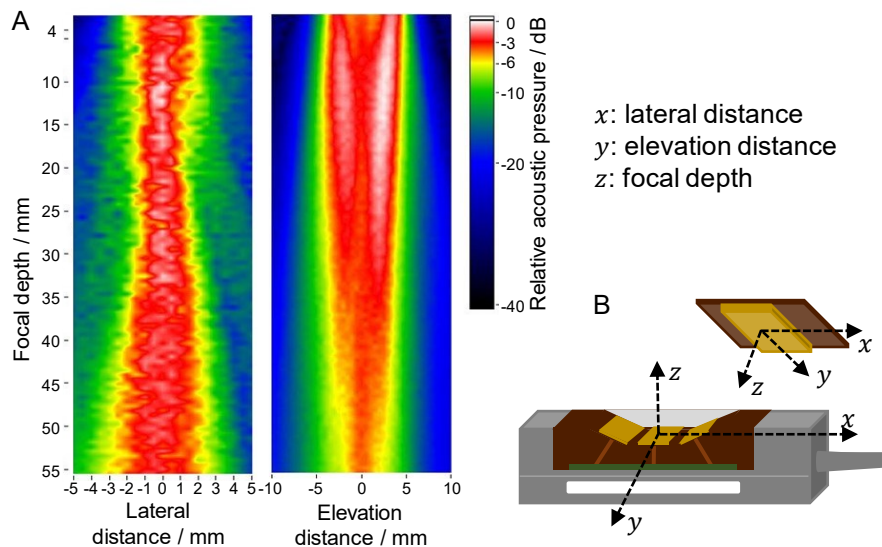 A
Focal depth / mm
4
10
15
20
25
30
35
40
45
50
55
-5 -4 -3 -2 -1 0 1 2 3 4 5
Lateral
distance / mm
-10 -5 0 5 10
Elevation
distance / mm
0
-3
-6
-10
-20
-40
Relative acoustic pressure / dB
x: lateral distance
y: elevation distance
z: focal depth
B
x
y
z
z
x
y